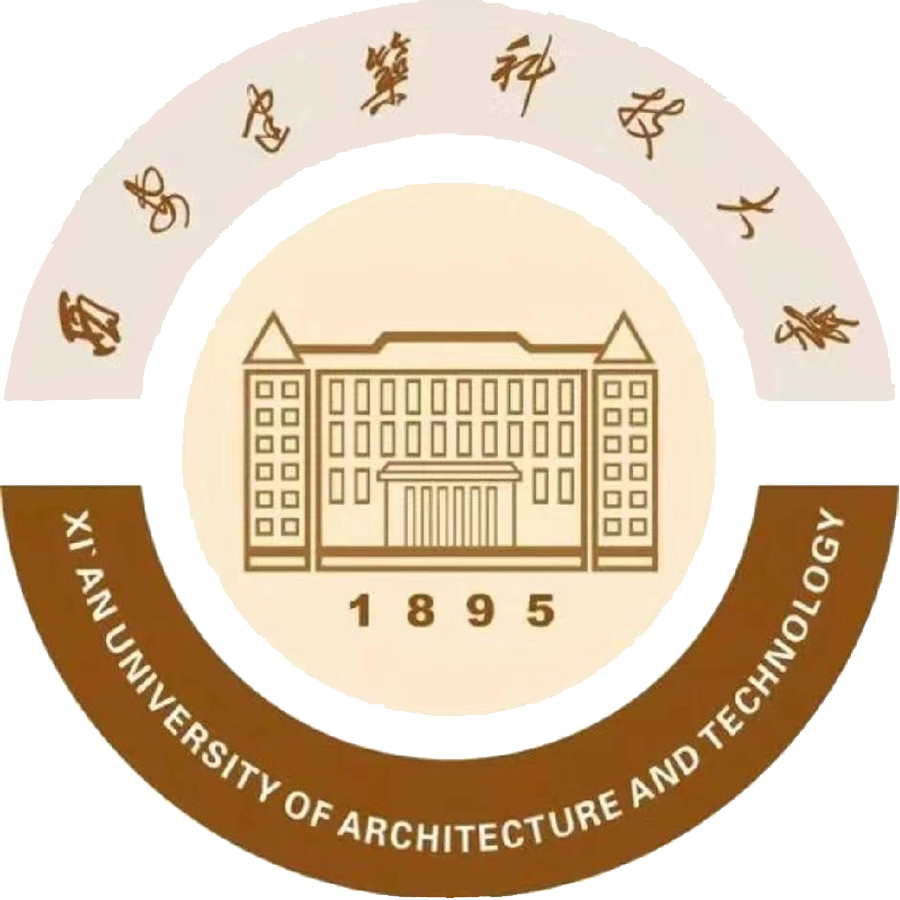 西安建築科技大學
1895
XI`AN UNIVERSITY OF ARCHITECTURE AND TECHNOLOGY